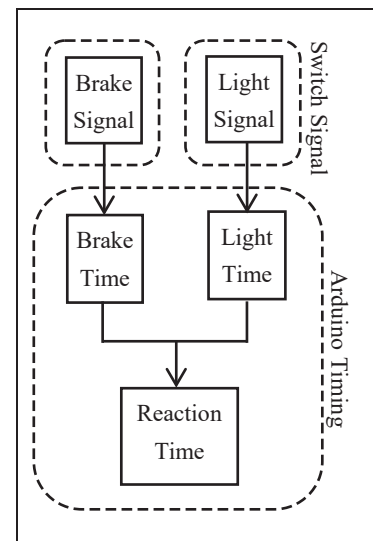 Brake
Signal
Light
Signal
Switch Signal
Brake
Time
Light
Time
Arduino Timing
Reaction
Time